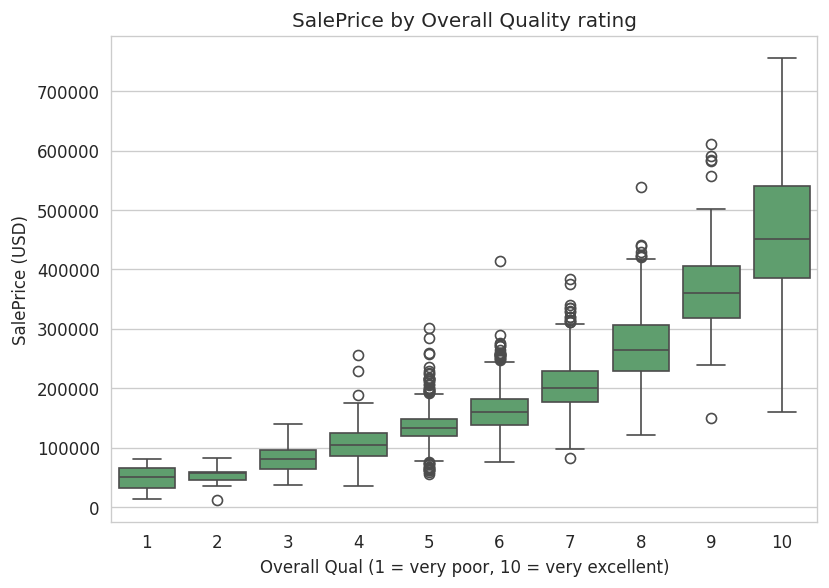 SalePrice by Overall Quality rating
SalePrice (USD)
700000
600000
500000
400000
300000
200000
100000
0
1 2 3 4 5 6 7 8 9 10
Overall Qual (1 = very poor, 10 = very excellent)